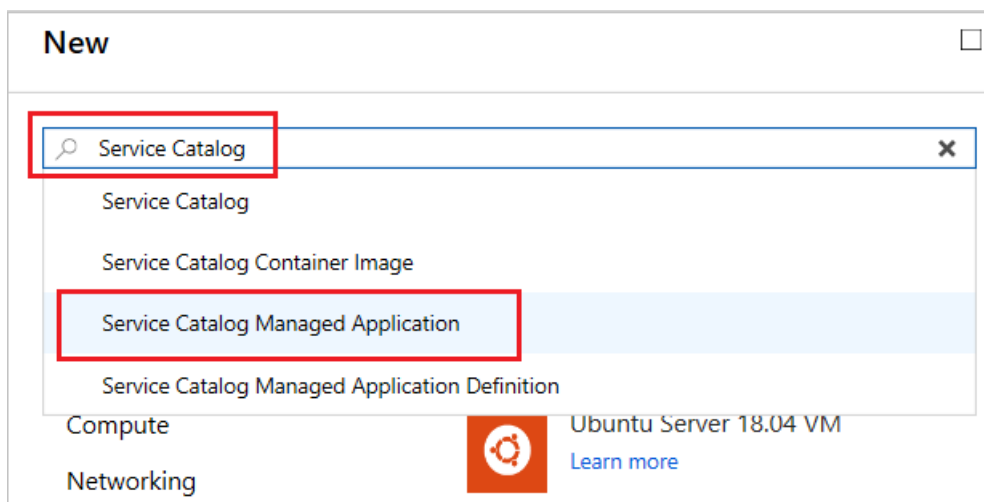 New
Service Catalog
Service Catalog
Service Catalog Container Image
Service Catalog Managed Application
Service Catalog Managed Application Definition
Compute
Ubuntu Server 18.04 VM
Learn more
Networking